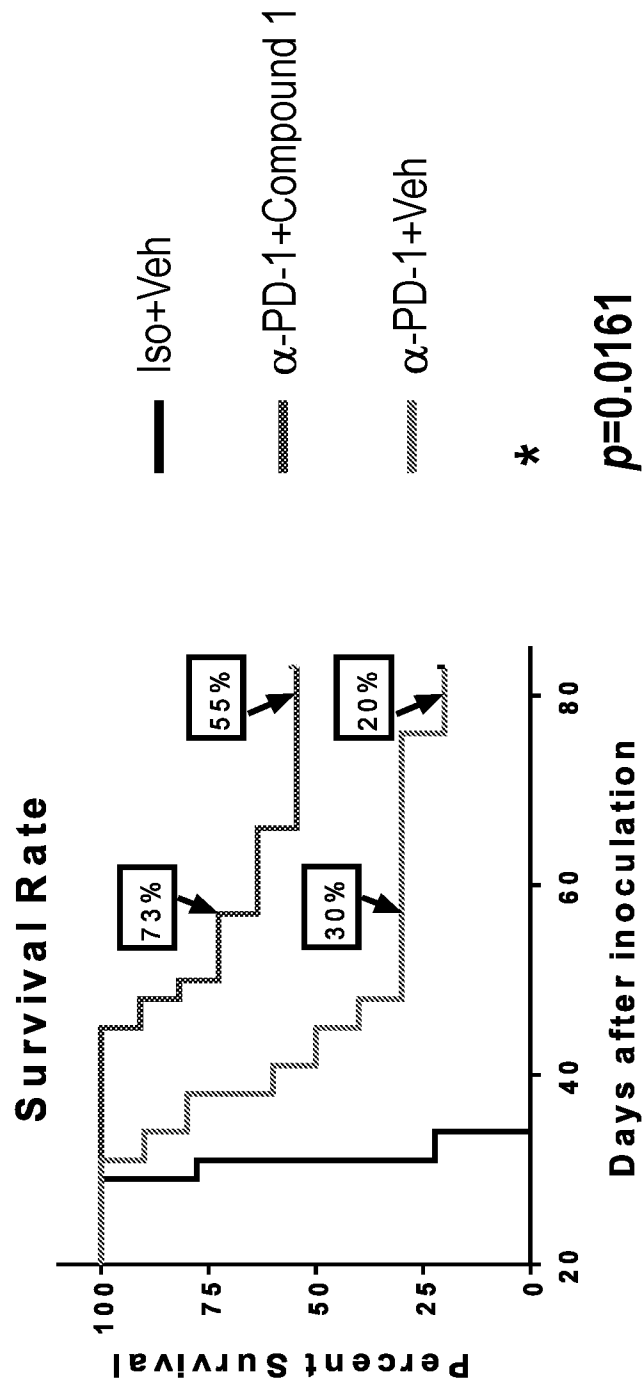 Survival Rate
Percent Survival
100
75
50
25
0
73%
55%
30%
20%
20
40
60
80
Days after inoculation
Iso+Veh
α-PD-1+Compound 1
α-PD-1+Veh
*
p=0.0161